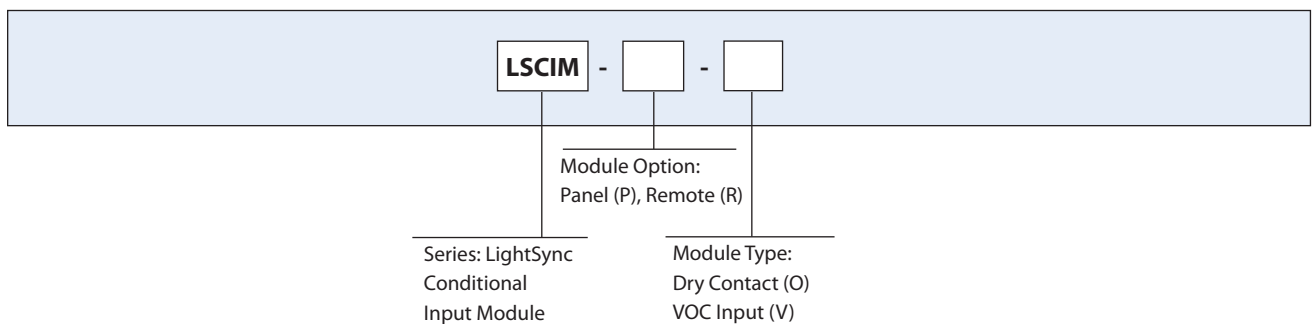 LSCIM - -
Module Option:
Panel (P), Remote (R)
Series: LightSync
Conditional
Input Module
Module Type:
Dry Contact (O)
VOC Input (V)